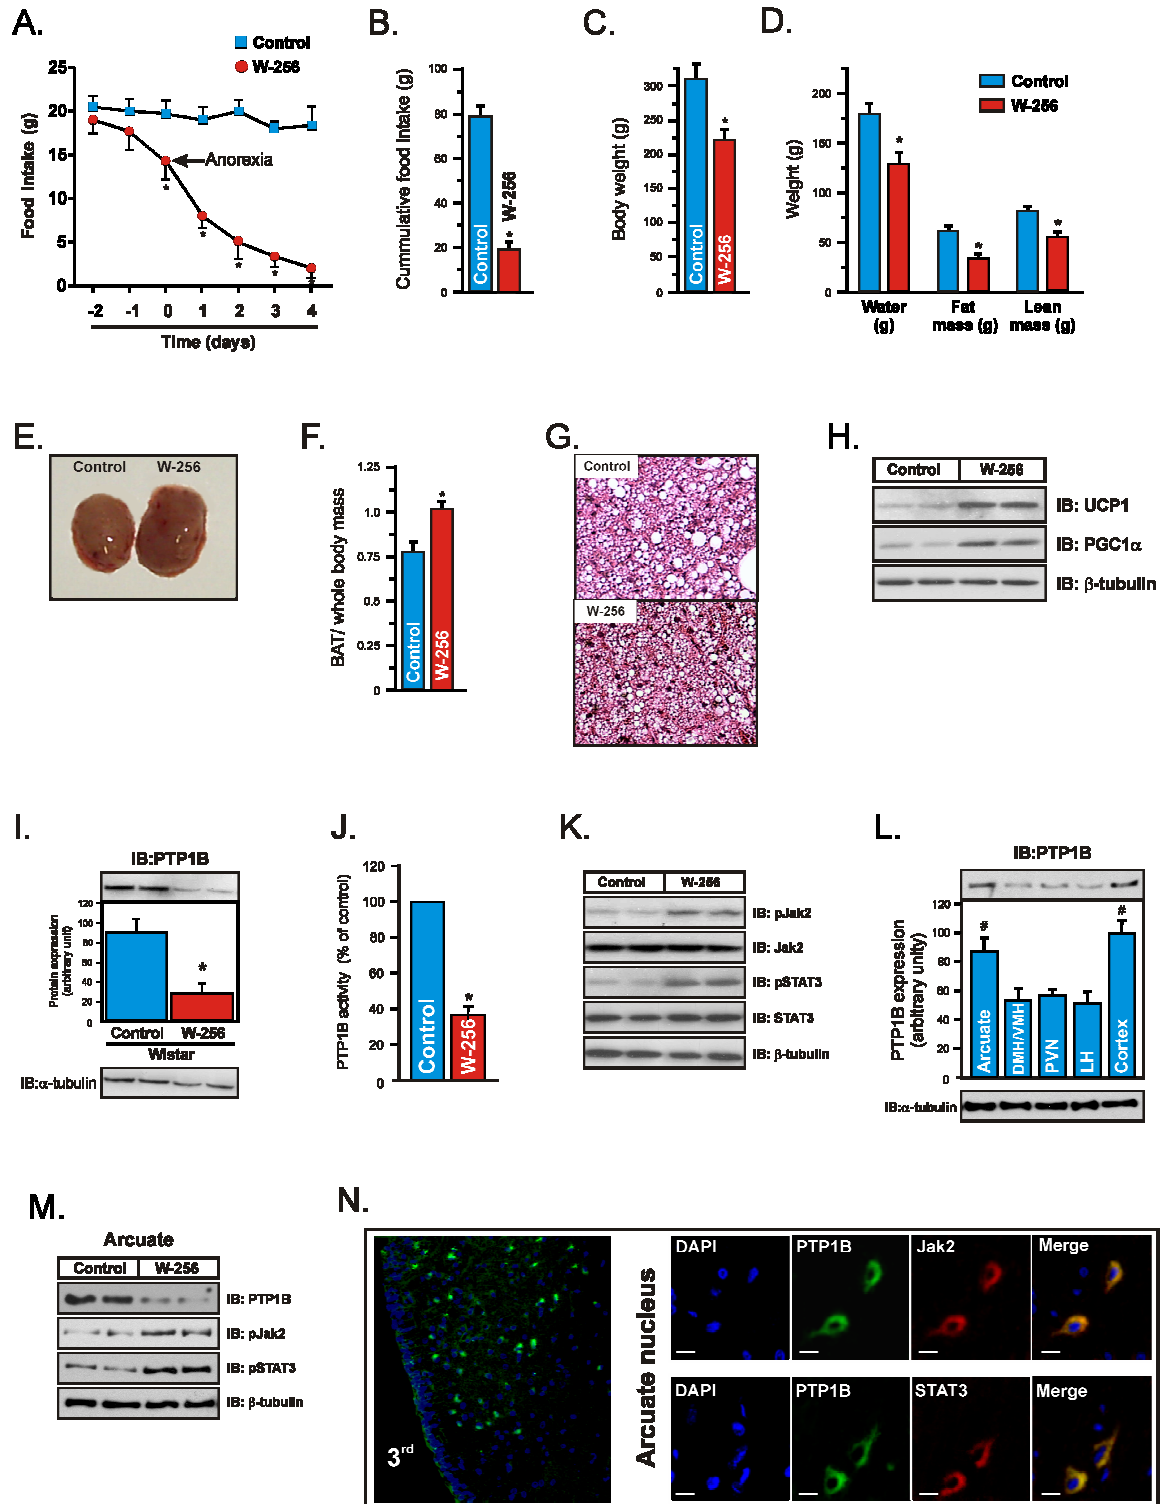 A.
Control
W-256
Food Intake (g)
25
20
15
10
5
0
Anorexia
*
*
*
*
*
-2 -1 0 1 2 3 4
Time (days)
B.
Cummulative food Intake (g)
100
80
60
40
20
0
Control
W-256
*
C.
Body weight (g)
300
250
200
150
100
50
0
Control
W-256
*
D.
Control
W-256
Weight (g)
200
150
100
50
0
*
*
*
Water Fat Lean
(g) mass (g) mass (g)
E.
Control W-256
F.
BAT/ whole body mass
1.25
1.0
0.75
0.5
0.25
0
Control
W-256
*
G.
Control
W-256
H.
Control W-256
IB: UCP1
IB: PGC1α
IB: β-tubulin
I.
IB:PTP1B
Protein expression
(arbitrary unit)
120
100
80
60
40
20
0
*
Control W-256
Wistar
IB:α-tubulin
J.
PTP1B activity (% of control)
120
100
80
60
40
20
0
Control
W-256
*
K.
Control W-256
IB: pJak2
IB: Jak2
IB: pSTAT3
IB: STAT3
IB: β-tubulin
L.
IB:PTP1B
PTP1B expression
(arbitrary unity)
120
100
80
60
40
20
0
# #
Arcuate
DMH/VMH
PVN
LH
Cortex
IB:α-tubulin
M.
Arcuate
Control W-256
IB: PTP1B
IB: pJak2
IB: pSTAT3
IB: β-tubulin
N.
3rd
Arcuate nucleus
DAPI PTP1B Jak2 Merge
DAPI PTP1B STAT3 Merge